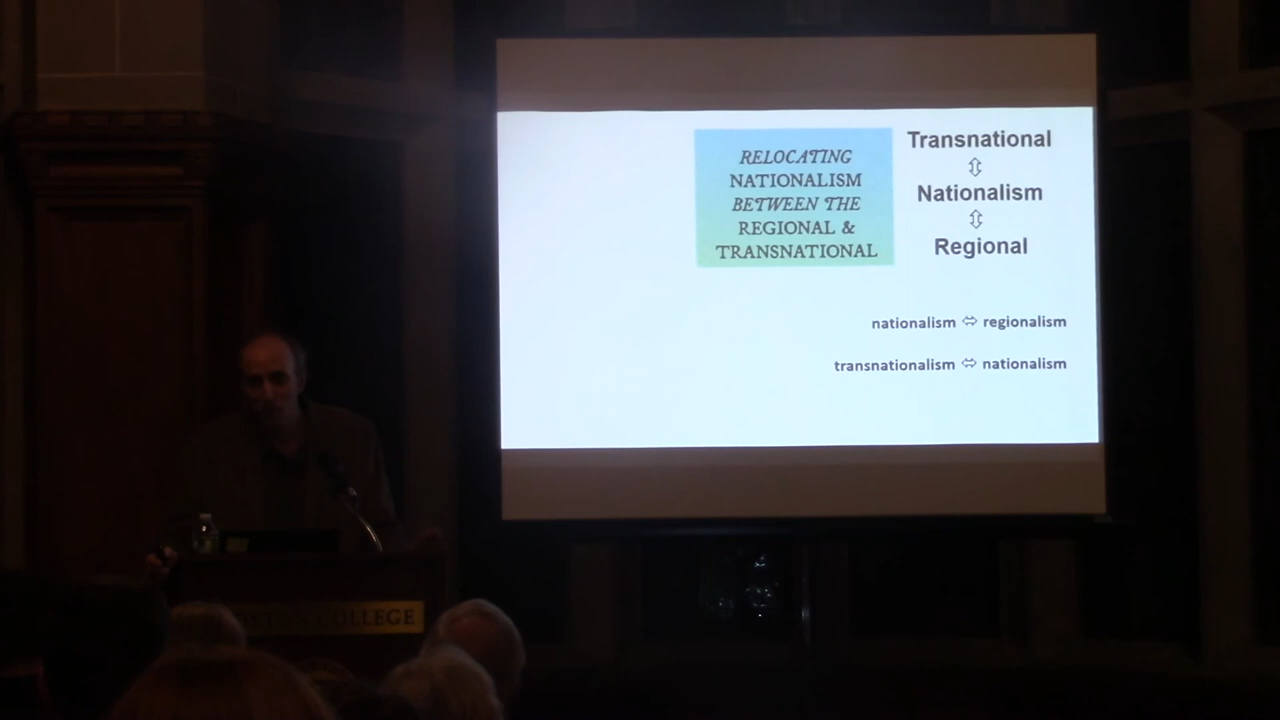 RELOCATING
NATIONALISM
BETWEEN THE
REGIONAL &
TRANSNATIONAL
Transnational
⇕
Nationalism
⇕
Regional
nationalism ⇔ regionalism
transnationalism ⇔ nationalism
COLLEGE